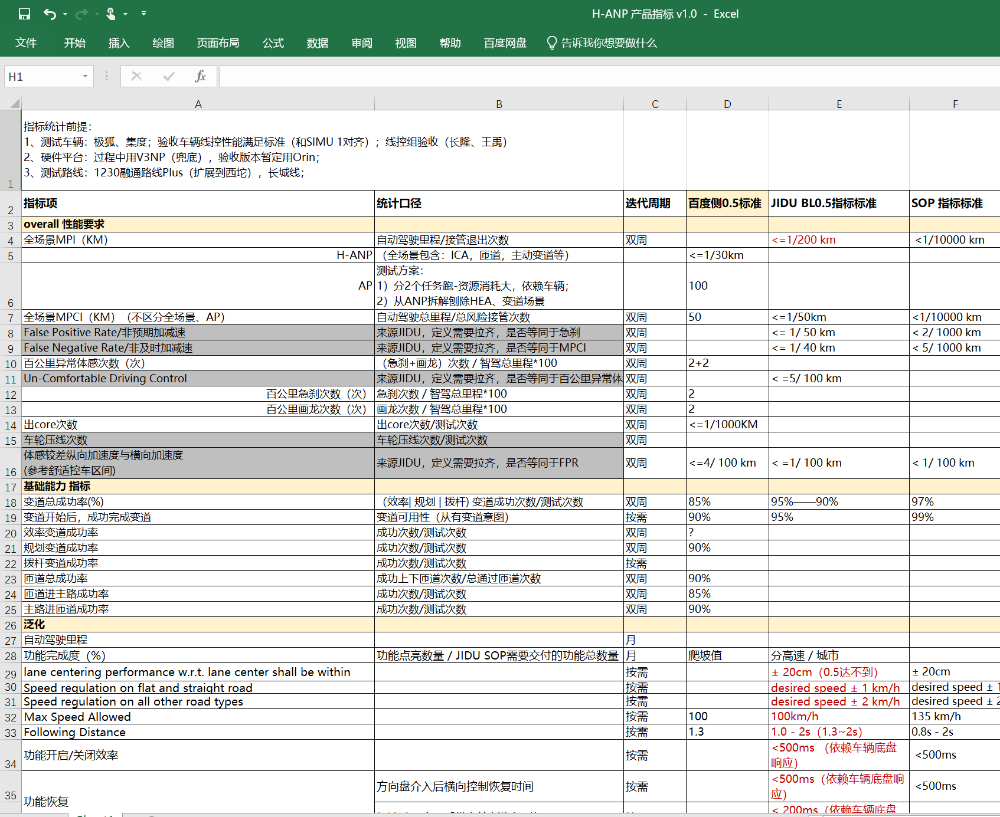 H-ANP 产品指标 v1.0 - Excel
文件 开始 插入 绘图 页面布局 公式 数据 审阅 视图 帮助 百度网盘 告诉我你想要做什么
H1 fx
A B C D E F
指标统计前提：
1、测试车辆：极狐、集度；验收车辆线控性能满足标准（和SIMU 1对齐）；线控组验收（长隆、王禹）
2、硬件平台：过程中用V3NP（兜底），验收版本暂定用Orin；
3、测试路线：1230融通路线Plus（扩展到西坨），长城线；
1
2 指标项 统计口径 迭代周期 百度侧0.5标准 JIDU BL0.5指标标准 SOP 指标标准
3 overall 性能要求
4 全场景MPI（KM） 自动驾驶里程/接管退出次数 双周 <=1/200 km <1/10000 km
5 H-ANP （全场景包含：ICA，匝道，主动变道等） <=1/30km
测试方案：
AP 1）分2个任务跑-资源消耗大，依赖车辆； 100
6 2）从ANP拆解刨除HEA、变道场景
7 全场景MPCI（KM）（不区分全场景、AP） 自动驾驶总里程/总风险接管次数 双周 50 <=1/50km <1/10000 km
8 False Positive Rate/非预期加减速 来源JIDU，定义需要拉齐，是否等同于急刹 双周 <= 1/ 50 km < 2/ 1000 km
9 False Negative Rate/非及时加减速 来源JIDU，定义需要拉齐，是否等同于MPCI 双周 <= 1/ 40 km < 5/ 1000 km
10 百公里异常体感次数（次） （急刹+画龙）次数 / 智驾总里程*100 双周 2+2
11 Un-Comfortable Driving Control 来源JIDU，定义需要拉齐，是否等同于百公里异常体 双周 < =5/ 100 km
12 百公里急刹次数（次） 急刹次数 / 智驾总里程*100 双周 2
13 百公里画龙次数（次） 画龙次数 / 智驾总里程*100 双周 2
14 出core次数 出core次数/测试次数 双周 <=1/1000KM
15 车轮压线次数 车轮压线次数/测试次数 双周
体感较差纵向加速度与横向加速度
16 (参考舒适控车区间) 来源JIDU，定义需要拉齐，是否等同于FPR 双周 <=4/ 100 km < =1/ 100 km < 1/ 100 km
17 基础能力 指标
18 变道总成功率(%) （效率| 规划 | 拨杆) 变道成功次数/测试次数 双周 85% 95%——90% 97%
19 变道开始后，成功完成变道 变道可用性（从有变道意图） 按需 90% 95% 99%
20 效率变道成功率 成功次数/测试次数 双周 ?
21 规划变道成功率 成功次数/测试次数 双周 90%
22 拨杆变道成功率 成功次数/测试次数 按需
23 匝道总成功率 成功上下匝道次数/总通过匝道次数 双周 90%
24 匝道进主路成功率 成功次数/测试次数 双周 85%
25 主路进匝道成功率 成功次数/测试次数 双周 90%
26 泛化
27 自动驾驶里程 月
28 功能完成度（%） 功能点亮数量 / JIDU SOP需要交付的功能总数量 月 爬坡值 分高速 / 城市
29 lane centering performance w.r.t. lane center shall be within 按需 ± 20cm（0.5达不到） ± 20cm
30 Speed regulation on flat and straight road 按需 desired speed ± 1 km/h desired speed ± 1
31 Speed regulation on all other road types 按需 desired speed ± 2 km/h desired speed ± 2
32 Max Speed Allowed 按需 100 100km/h 135 km/h
33 Following Distance 按需 1.3 1.0 - 2s（1.3~2s） 0.8s - 2s
34 功能开启/关闭效率 按需 <500ms （依赖车辆底盘
响应） <500ms
35 功能恢复 方向盘介入后横向控制恢复时间 按需 <500ms（依赖车辆底盘响
应） <500ms
< 200ms（依赖车辆底盘